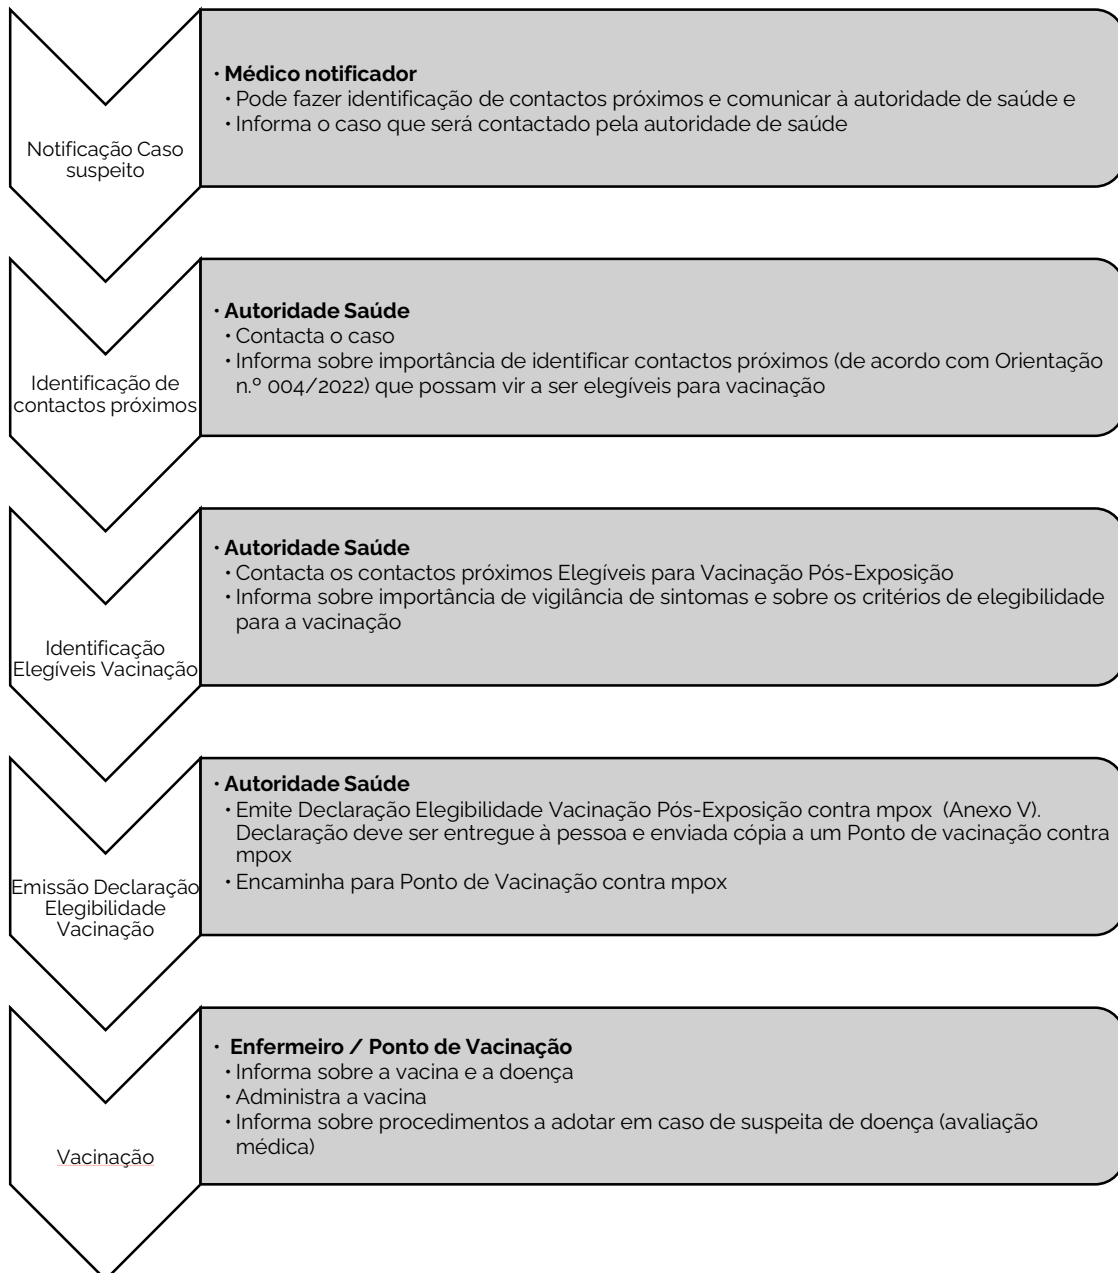 Notificação Caso
suspeito
• Médico notificador
• Pode fazer identificação de contactos próximos e comunicar à autoridade de saúde e
• Informa o caso que será contactado pela autoridade de saúde
Identificação de
contactos próximos
• Autoridade Saúde
• Contacta o caso
• Informa sobre importância de identificar contactos próximos (de acordo com Orientação
n.º 004/2022) que possam vir a ser elegíveis para vacinação
Identificação
Elegíveis Vacinação
• Autoridade Saúde
• Contacta os contactos próximos Elegíveis para Vacinação Pós-Exposição
• Informa sobre importância de vigilância de sintomas e sobre os critérios de elegibilidade
para a vacinação
Emissão Declaração
Elegibilidade
Vacinação
• Autoridade Saúde
• Emite Declaração Elegibilidade Vacinação Pós-Exposição contra mpox (Anexo V).
Declaração deve ser entregue à pessoa e enviada cópia a um Ponto de vacinação contra
mpox
• Encaminha para Ponto de Vacinação contra mpox
Vacinação
• Enfermeiro / Ponto de Vacinação
• Informa sobre a vacina e a doença
• Administra a vacina
• Informa sobre procedimentos a adotar em caso de suspeita de doença (avaliação
médica)